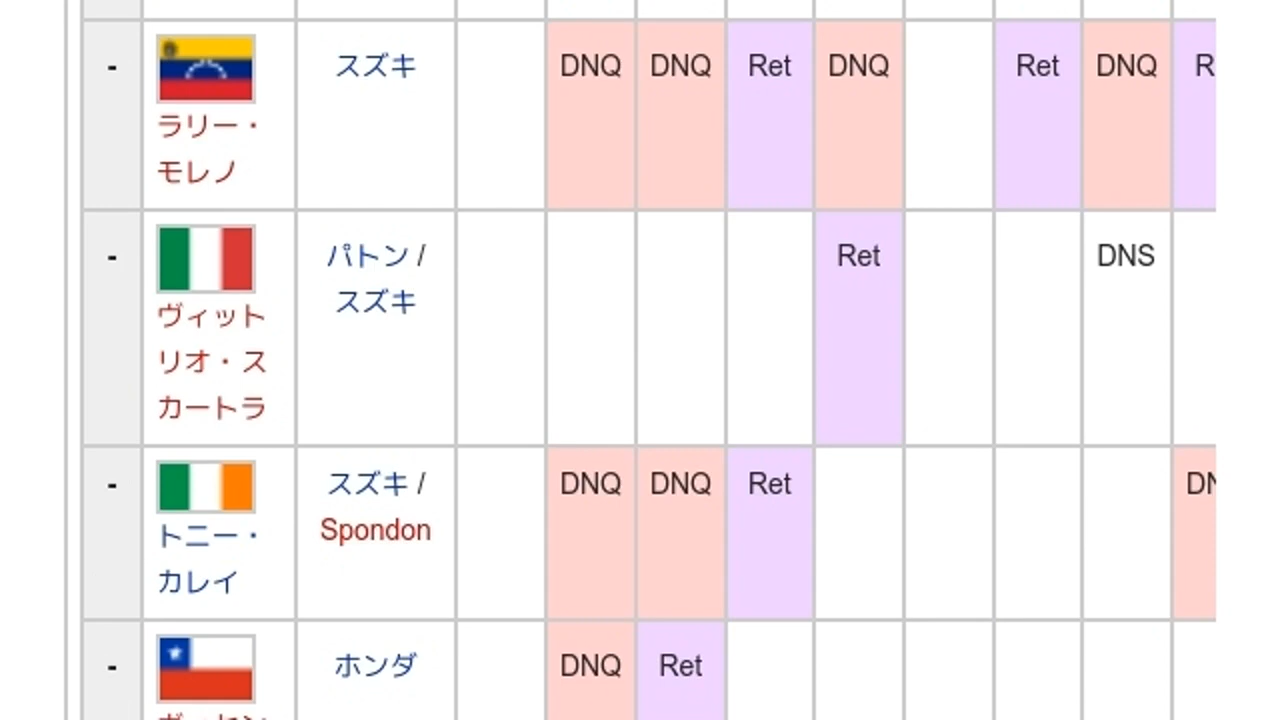 - スズキ DNQ DNQ Ret DNQ Ret DNQ R
ラリー・
モレノ
- パトン / Ret DNS
スズキ
ヴィット
リオ・ス
カートラ
- スズキ / DNQ DNQ Ret DN
Spondon
トニー・
カレイ
- ホンダ DNQ Ret